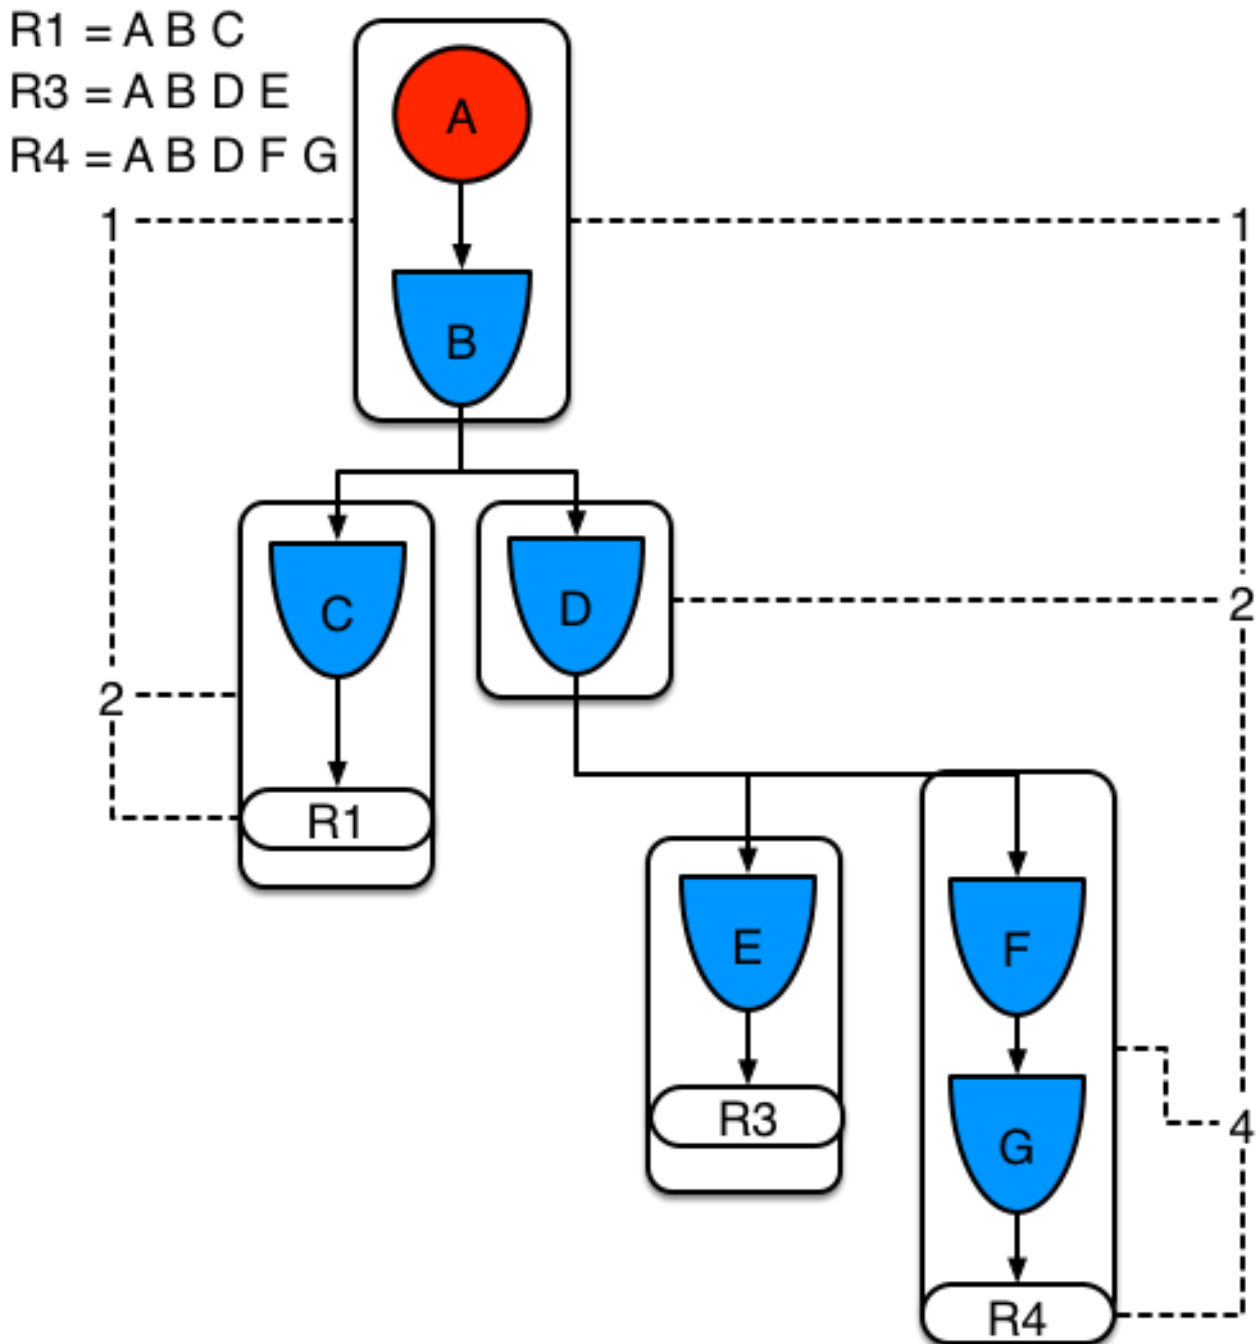 R1 = A B C
R3 = A B D E
R4 = A B D F G
A
1
1
B
C
D
2
2
R1
E
F
R3
4
G
R4